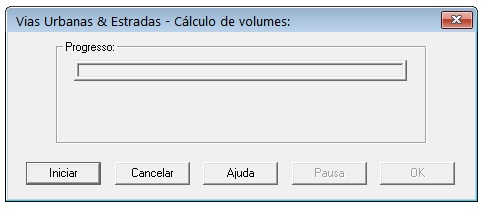 Vias Urbanas & Estradas - Cálculo de volumes:
Progresso:
Iniciar Cancelar Ajuda Pausa OK